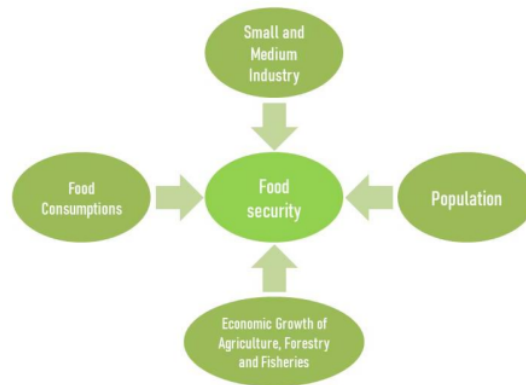 Small and
Medium
Industry
Food
Consumptions
Food
security
Population
Economic Growth of
Agriculture, Forestry
and Fisheries